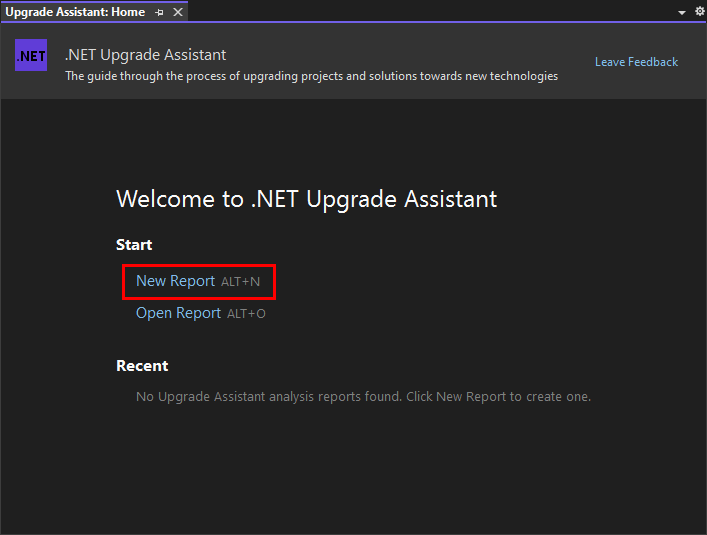 Upgrade Assistant: Home
.NET
.NET Upgrade Assistant
The guide through the process of upgrading projects and solutions towards new technologies
Leave Feedback
Welcome to .NET Upgrade Assistant
Start
New Report ALT+N
Open Report ALT+O
Recent
No Upgrade Assistant analysis reports found. Click New Report to create one.